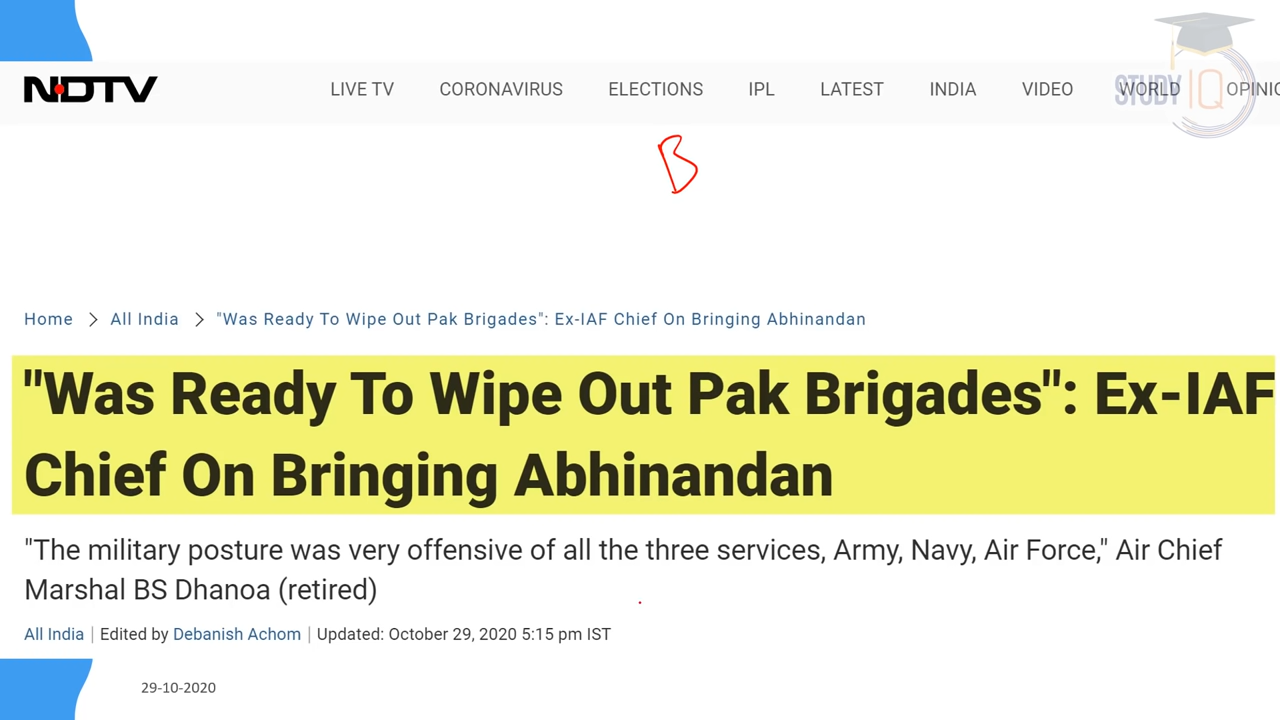 NDTV
LIVE TV CORONAVIRUS ELECTIONS IPL LATEST INDIA VIDEO WORLD OPINIO
STUDY IQ
B
Home > All India > "Was Ready To Wipe Out Pak Brigades": Ex-IAF Chief On Bringing Abhinandan
"Was Ready To Wipe Out Pak Brigades": Ex-IAF
Chief On Bringing Abhinandan
"The military posture was very offensive of all the three services, Army, Navy, Air Force," Air Chief
Marshal BS Dhanoa (retired)
All India | Edited by Debanish Achom | Updated: October 29, 2020 5:15 pm IST
29-10-2020